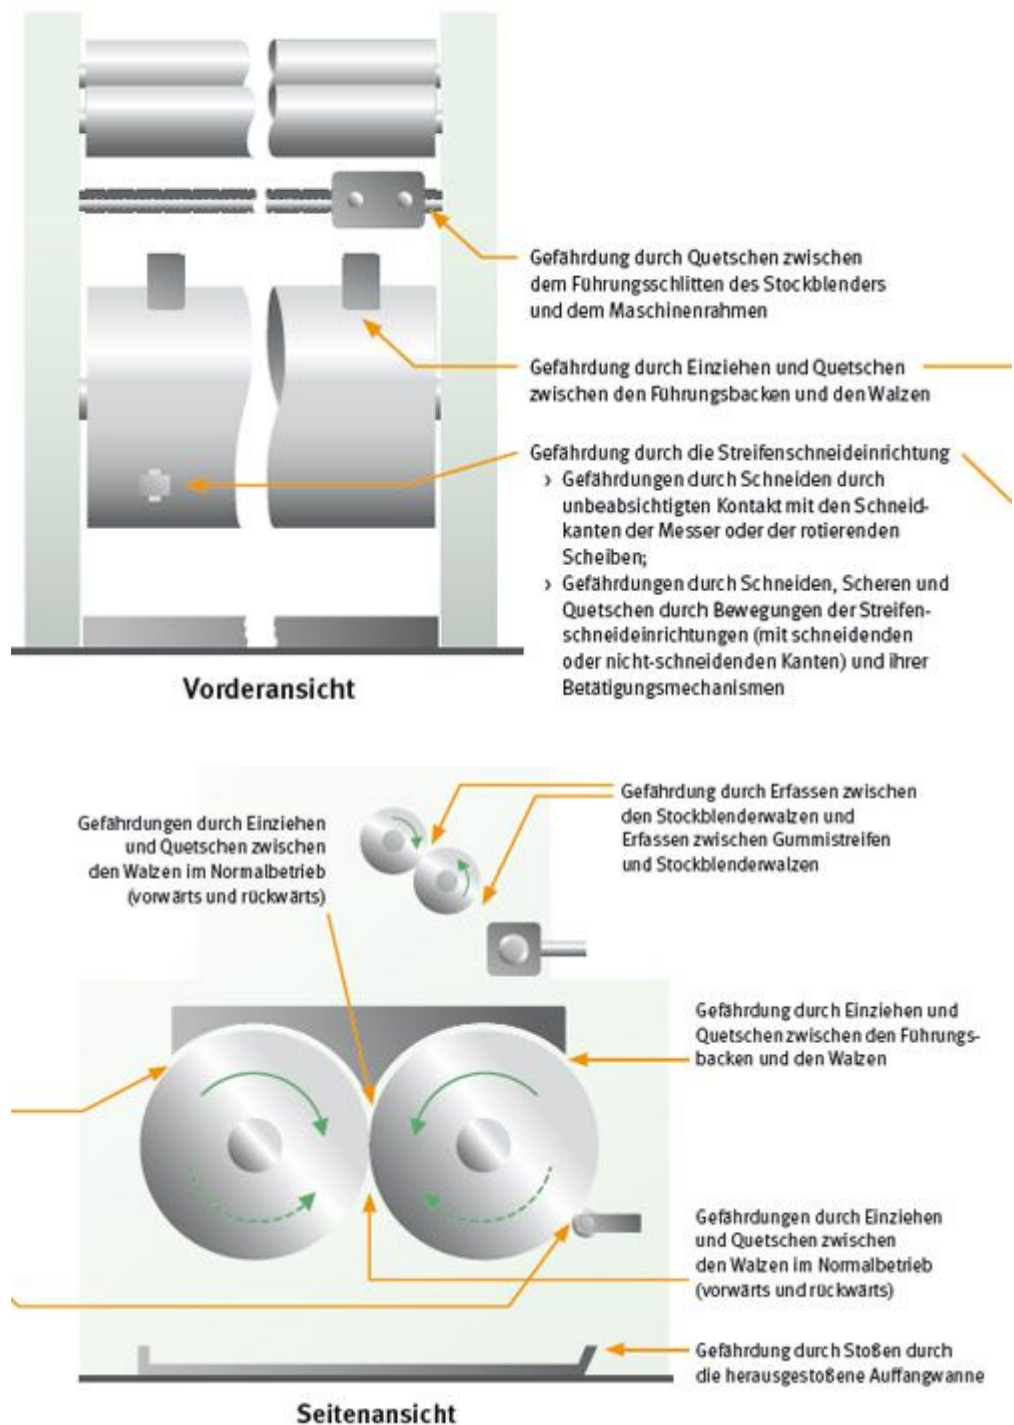 Gefährdung durch Quetschen zwischen
dem Führungsschlitten des Stockblenders
und dem Maschinenrahmen
Gefährdung durch Einziehen und Quetschen
zwischen den Führungsbacken und den Walzen
Gefährdung durch die Streifenschneideinrichtung
› Gefährdungen durch Schneiden durch
unbeabsichtigten Kontakt mit den Schneid-
kanten der Messer oder der rotierenden
Scheiben;
› Gefährdungen durch Schneiden, Scheren und
Quetschen durch Bewegungen der Streifen-
schneideinrichtungen (mit schneidenden
oder nicht-schneidenden Kanten) und ihrer
Betätigungsmechanismen
Vorderansicht
Gefährdung durch Erfassen zwischen
den Stockblenderwalzen und
Erfassen zwischen Gummistreifen
und Stockblenderwalzen
Gefährdungen durch Einziehen
und Quetschen zwischen
den Walzen im Normalbetrieb
(vorwärts und rückwärts)
Gefährdung durch Einziehen und
Quetschen zwischen den Führungs-
backen und den Walzen
Gefährdungen durch Einziehen
und Quetschen zwischen
den Walzen im Normalbetrieb
(vorwärts und rückwärts)
Gefährdung durch Stoßen durch
die herausgestoßene Auffangwanne
Seitenansicht